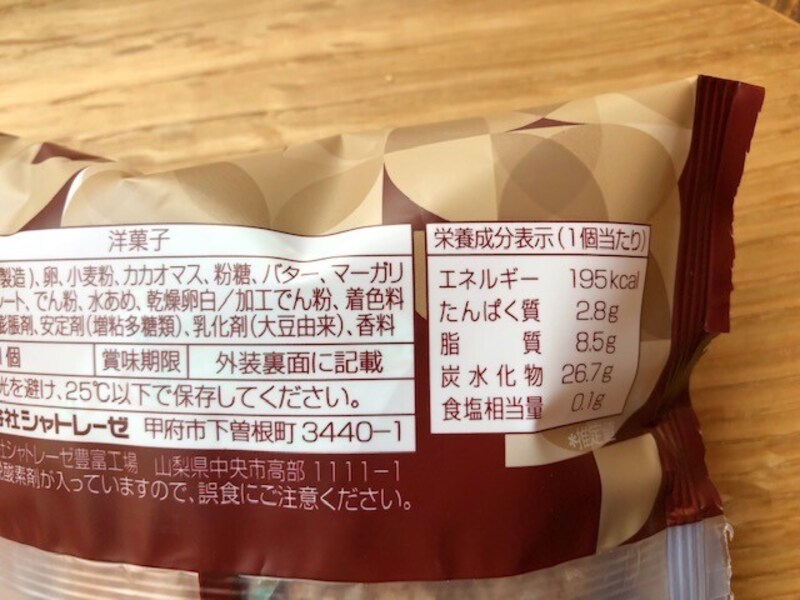 洋菓子
製造)、卵、小麦粉、カカオマス、粉糖、バター、マーガリ
ート、でん粉、水あめ、乾燥卵白/加工でん粉、着色料
膨脹剤、安定剤(増粘多糖類)、乳化剤(大豆由来)、香料
個 賞味期限 外装裏面に記載
光を避け、25℃以下で保存してください。
会社シャトレーゼ 甲府市下曽根町3440-1
社シャトレーゼ豊富工場 山梨県中央市高部1111-1
脱酸素剤が入っていますので、誤食にご注意ください。
栄養成分表示(1個当たり)
エネルギー 195kcal
たんぱく質 2.8g
脂質 8.5g
炭水化物 26.7g
食塩相当量 0.1g
※推定値